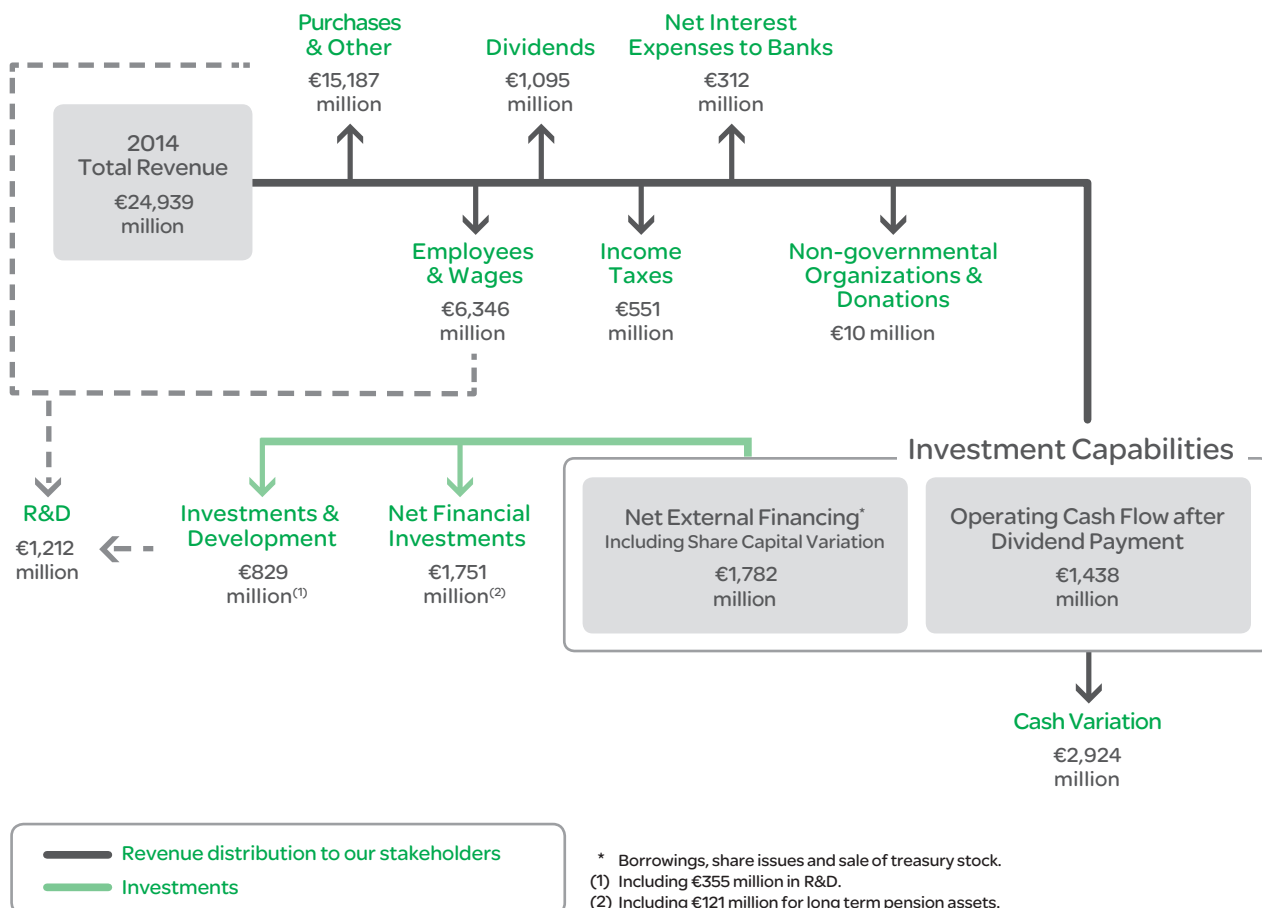 Purchases
& Other
€15,187
million
Dividends
€1,095
million
Net Interest
Expenses to Banks
€312
million
2014
Total Revenue
€24,939
million
Employees
& Wages
€6,346
million
Income
Taxes
€551
million
Non-governmental
Organizations &
Donations
€10 million
Investment Capabilities
R&D
€1,212
million
Investments &
Development
€829
million(1)
Net Financial
Investments
€1,751
million(2)
Net External Financing*
Including Share Capital Variation
€1,782
million
Operating Cash Flow after
Dividend Payment
€1,438
million
Cash Variation
€2,924
million
Revenue distribution to our stakeholders
Investments
* Borrowings, share issues and sale of treasury stock.
(1) Including €355 million in R&D.
(2) Including €121 million for long term pension assets.